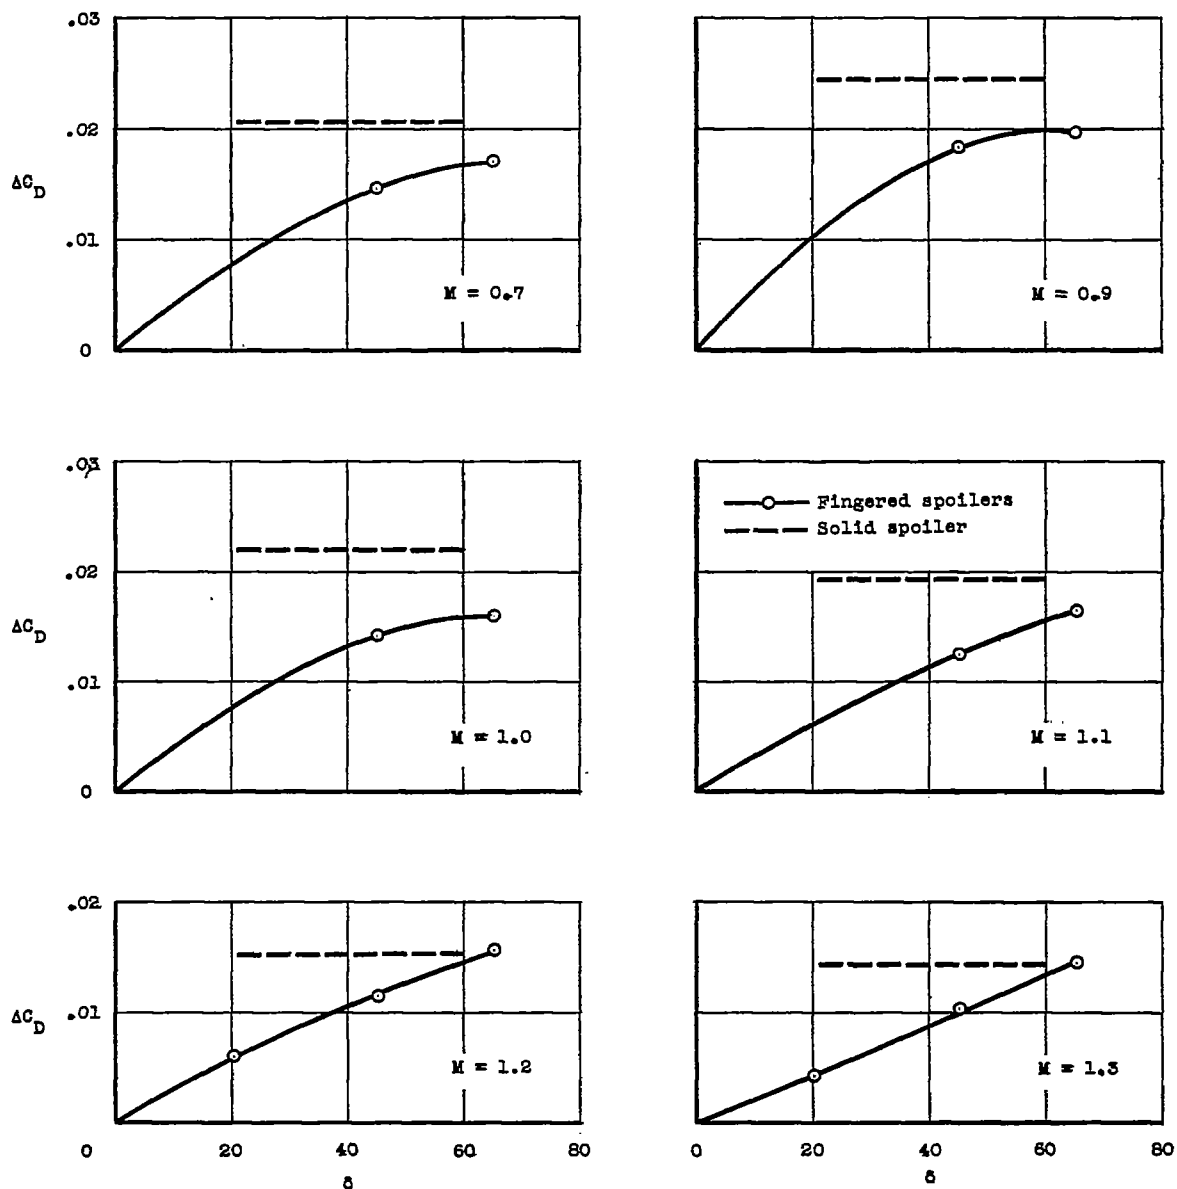 .03
.02
ΔC_D
.01
M = 0.7
M = 0.9
0
.03
Fingered spoilers
Solid spoiler
.02
ΔC_D
.01
M = 1.0
M = 1.1
0
.02
ΔC_D .01
M = 1.2
M = 1.3
0 20 40 60 80 0 20 40 60 80
δ δ